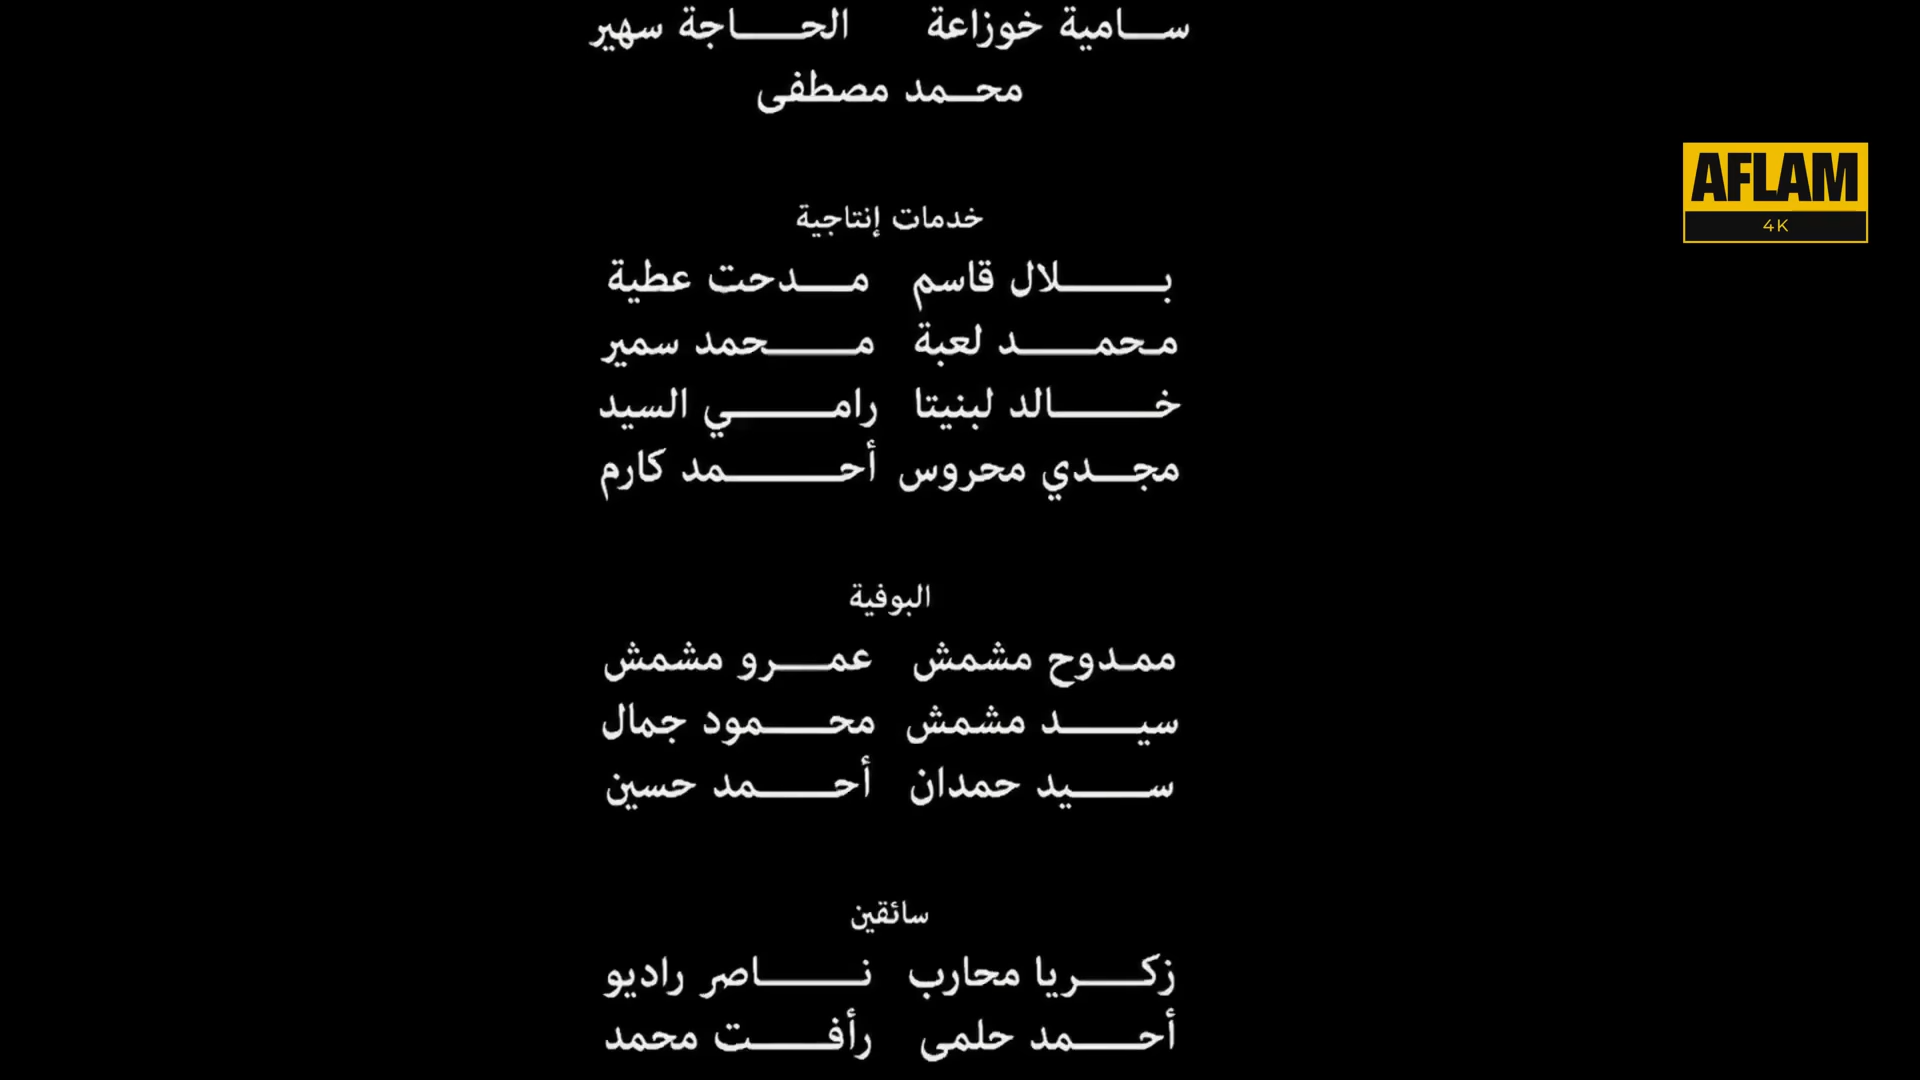 سامية خوزاعة الحاجة سهير
محمد مصطفى
AFLAM
4K
خدمات إنتاجية
بلال قاسم مدحت عطية
محمد لعبة محمد سمير
خالد لبنيتا رامي السيد
مجدي محروس أحمد كارم
البوفية
ممدوح مشمش عمرو مشمش
سيد مشمش محمود جمال
سيد حمدان أحمد حسين
سائقين
زكريا محارب ناصر راديو
أحمد حلمى رأفت محمد